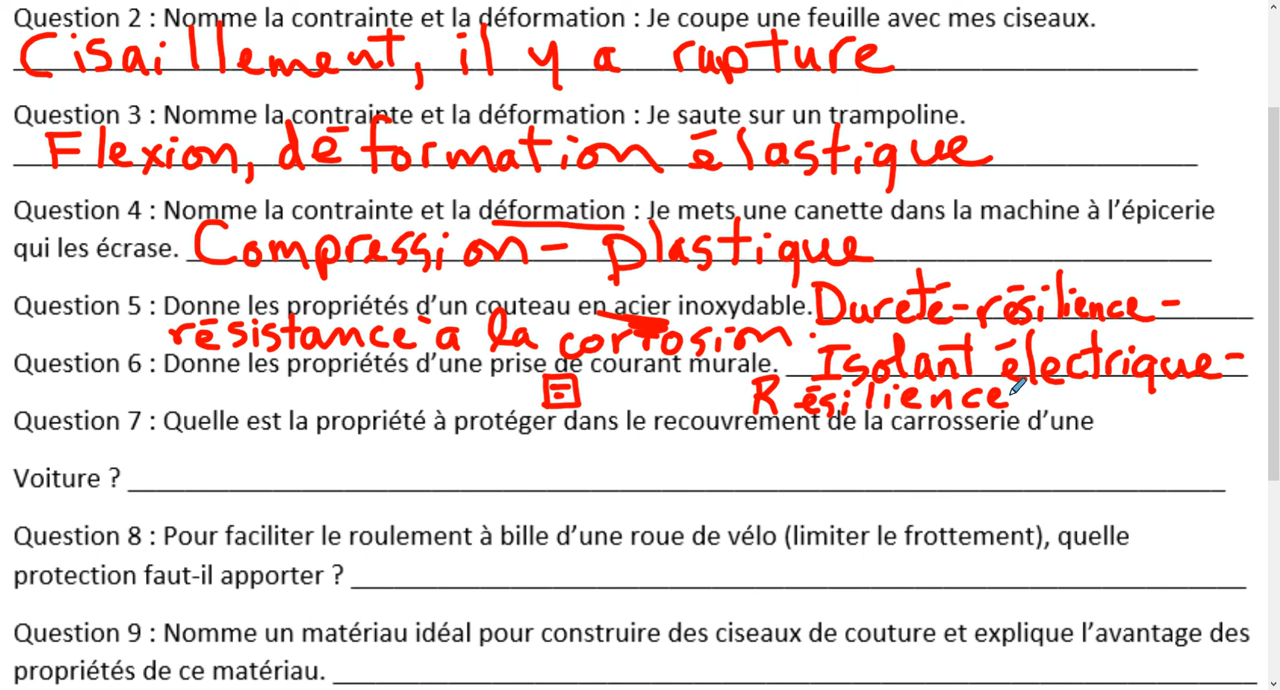 Question 2 : Nomme la contrainte et la déformation : Je coupe une feuille avec mes ciseaux.
Cisaillement, il y a rupture
Question 3 : Nomme la contrainte et la déformation : Je saute sur un trampoline.
Flexion, déformation élastique
Question 4 : Nomme la contrainte et la déformation : Je mets une canette dans la machine à l'épicerie
qui les écrase. Compression - plastique
Question 5 : Donne les propriétés d'un couteau en acier inoxydable. Dureté-résilience-
résistance à la corrosion.
Question 6 : Donne les propriétés d'une prise de courant murale. Isolant électrique-
Résilience
Question 7 : Quelle est la propriété à protéger dans le recouvrement de la carrosserie d'une
Voiture ?
Question 8 : Pour faciliter le roulement à bille d'une roue de vélo (limiter le frottement), quelle
protection faut-il apporter ?
Question 9 : Nomme un matériau idéal pour construire des ciseaux de couture et explique l'avantage des
propriétés de ce matériau.